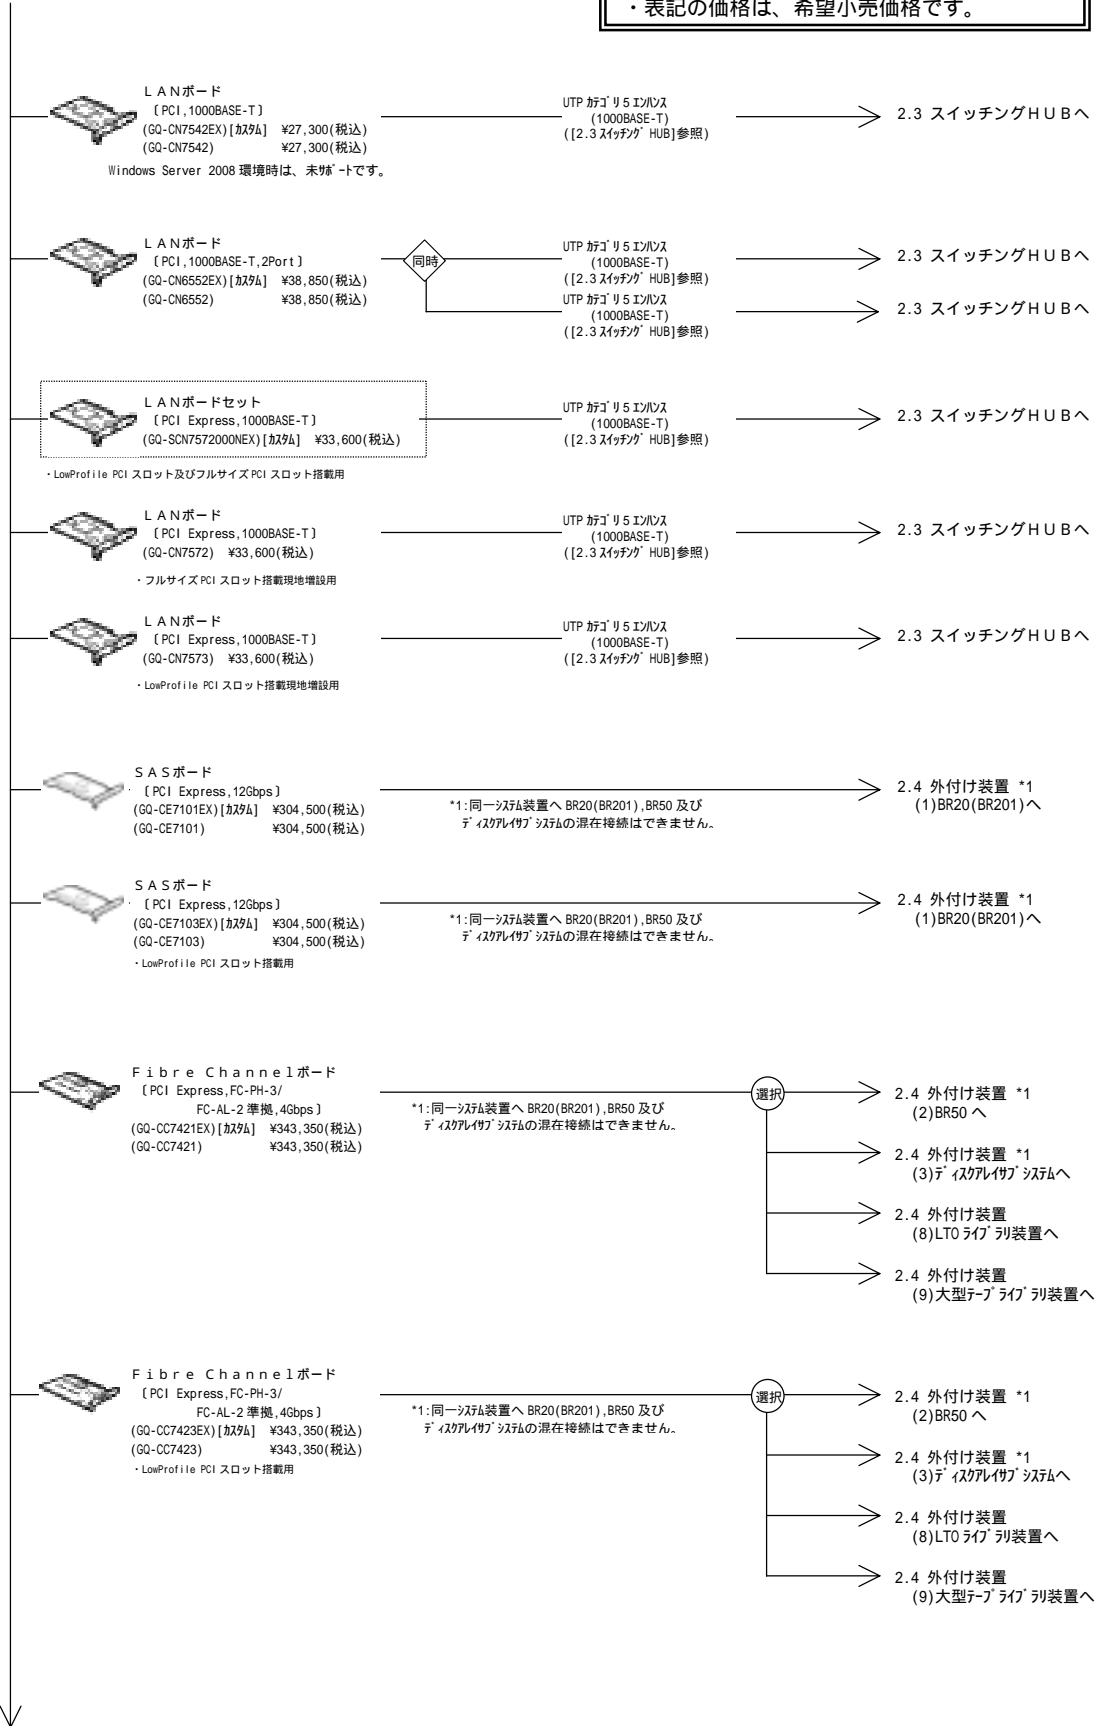 ・表記の価格は、希望小売価格です。
ＬＡＮボード
〔PCI,1000BASE-T〕
(GQ-CN7542EX)[ｶｽﾀﾑ] ¥27,300(税込)
(GQ-CN7542) ¥27,300(税込)
Windows Server 2008 環境時は、未ｻﾎﾟｰﾄです。
UTP ｶﾃｺﾞﾘ 5 ｴﾝﾊﾝｽ
(1000BASE-T)
([2.3 ｽｲｯﾁﾝｸﾞ HUB]参照)
2.3 スイッチングＨＵＢへ
ＬＡＮボード
〔PCI,1000BASE-T,2Port〕
(GQ-CN6552EX)[ｶｽﾀﾑ] ¥38,850(税込)
(GQ-CN6552) ¥38,850(税込)
同時
UTP ｶﾃｺﾞﾘ 5 ｴﾝﾊﾝｽ
(1000BASE-T)
([2.3 ｽｲｯﾁﾝｸﾞ HUB]参照)
2.3 スイッチングＨＵＢへ
UTP ｶﾃｺﾞﾘ 5 ｴﾝﾊﾝｽ
(1000BASE-T)
([2.3 ｽｲｯﾁﾝｸﾞ HUB]参照)
2.3 スイッチングＨＵＢへ
ＬＡＮボードセット
〔PCI Express,1000BASE-T〕
(GQ-SCN7572000NEX)[ｶｽﾀﾑ] ¥33,600(税込)
・LowProfile PCI スロット及びフルサイズ PCI スロット搭載用
UTP ｶﾃｺﾞﾘ 5 ｴﾝﾊﾝｽ
(1000BASE-T)
([2.3 ｽｲｯﾁﾝｸﾞ HUB]参照)
2.3 スイッチングＨＵＢへ
ＬＡＮボード
〔PCI Express,1000BASE-T〕
(GQ-CN7572) ¥33,600(税込)
・フルサイズ PCI スロット搭載現地増設用
UTP ｶﾃｺﾞﾘ 5 ｴﾝﾊﾝｽ
(1000BASE-T)
([2.3 ｽｲｯﾁﾝｸﾞ HUB]参照)
2.3 スイッチングＨＵＢへ
ＬＡＮボード
〔PCI Express,1000BASE-T〕
(GQ-CN7573) ¥33,600(税込)
・LowProfile PCI スロット搭載現地増設用
UTP ｶﾃｺﾞﾘ 5 ｴﾝﾊﾝｽ
(1000BASE-T)
([2.3 ｽｲｯﾁﾝｸﾞ HUB]参照)
2.3 スイッチングＨＵＢへ
ＳＡＳボード
〔PCI Express,12Gbps〕
(GQ-CE7101EX)[ｶｽﾀﾑ] ¥304,500(税込)
(GQ-CE7101) ¥304,500(税込)
*1:同一ｼｽﾃﾑ装置へ BR20(BR201),BR50 及び
ﾃﾞｨｽｸｱﾚｲｻﾌﾞｼｽﾃﾑの混在接続はできません。
2.4 外付け装置 *1
(1)BR20(BR201)へ
ＳＡＳボード
〔PCI Express,12Gbps〕
(GQ-CE7103EX)[ｶｽﾀﾑ] ¥304,500(税込)
(GQ-CE7103) ¥304,500(税込)
・LowProfile PCI スロット搭載用
*1:同一ｼｽﾃﾑ装置へ BR20(BR201),BR50 及び
ﾃﾞｨｽｸｱﾚｲｻﾌﾞｼｽﾃﾑの混在接続はできません。
2.4 外付け装置 *1
(1)BR20(BR201)へ
Ｆｉｂｒｅ Ｃｈａｎｎｅｌボード
〔PCI Express,FC-PH-3/
FC-AL-2 準拠,4Gbps〕
(GQ-CC7421EX)[ｶｽﾀﾑ] ¥343,350(税込)
(GQ-CC7421) ¥343,350(税込)
*1:同一ｼｽﾃﾑ装置へ BR20(BR201),BR50 及び
ﾃﾞｨｽｸｱﾚｲｻﾌﾞｼｽﾃﾑの混在接続はできません。
選択
2.4 外付け装置 *1
(2)BR50 へ
2.4 外付け装置 *1
(3)ﾃﾞｨｽｸｱﾚｲｻﾌﾞｼｽﾃﾑへ
2.4 外付け装置
(8)LTO ﾗｲﾌﾞﾗﾘ装置へ
2.4 外付け装置
(9)大型ﾃｰﾌﾟﾗｲﾌﾞﾗﾘ装置へ
Ｆｉｂｒｅ Ｃｈａｎｎｅｌボード
〔PCI Express,FC-PH-3/
FC-AL-2 準拠,4Gbps〕
(GQ-CC7423EX)[ｶｽﾀﾑ] ¥343,350(税込)
(GQ-CC7423) ¥343,350(税込)
・LowProfile PCI スロット搭載用
*1:同一ｼｽﾃﾑ装置へ BR20(BR201),BR50 及び
ﾃﾞｨｽｸｱﾚｲｻﾌﾞｼｽﾃﾑの混在接続はできません。
選択
2.4 外付け装置 *1
(2)BR50 へ
2.4 外付け装置 *1
(3)ﾃﾞｨｽｸｱﾚｲｻﾌﾞｼｽﾃﾑへ
2.4 外付け装置
(8)LTO ﾗｲﾌﾞﾗﾘ装置へ
2.4 外付け装置
(9)大型ﾃｰﾌﾟﾗｲﾌﾞﾗﾘ装置へ